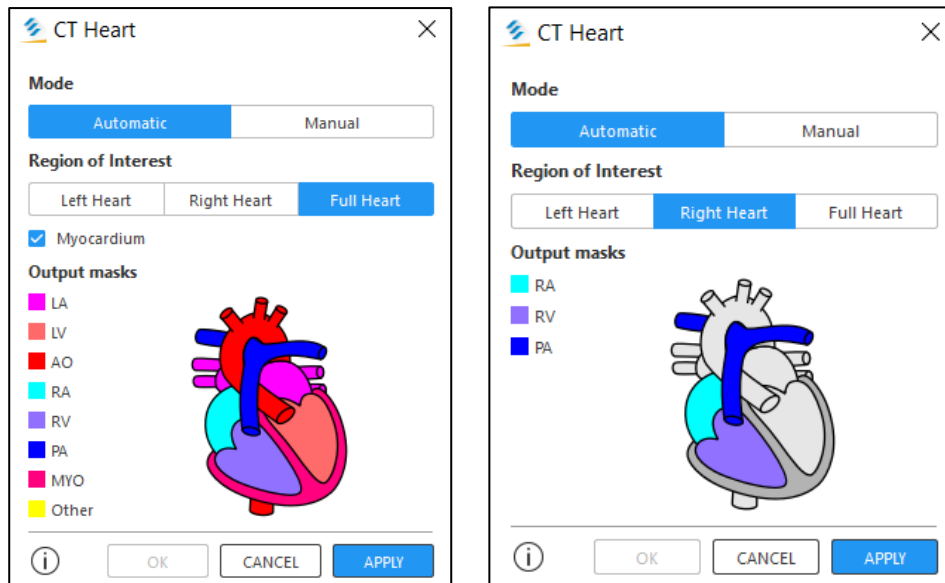 CT Heart
Mode
Automatic Manual
Region of Interest
Left Heart Right Heart Full Heart
Myocardium
Output masks
LA
LV
AO
RA
RV
PA
MYO
Other
OK CANCEL APPLY
CT Heart
Mode
Automatic Manual
Region of Interest
Left Heart Right Heart Full Heart
Output masks
RA
RV
PA
OK CANCEL APPLY